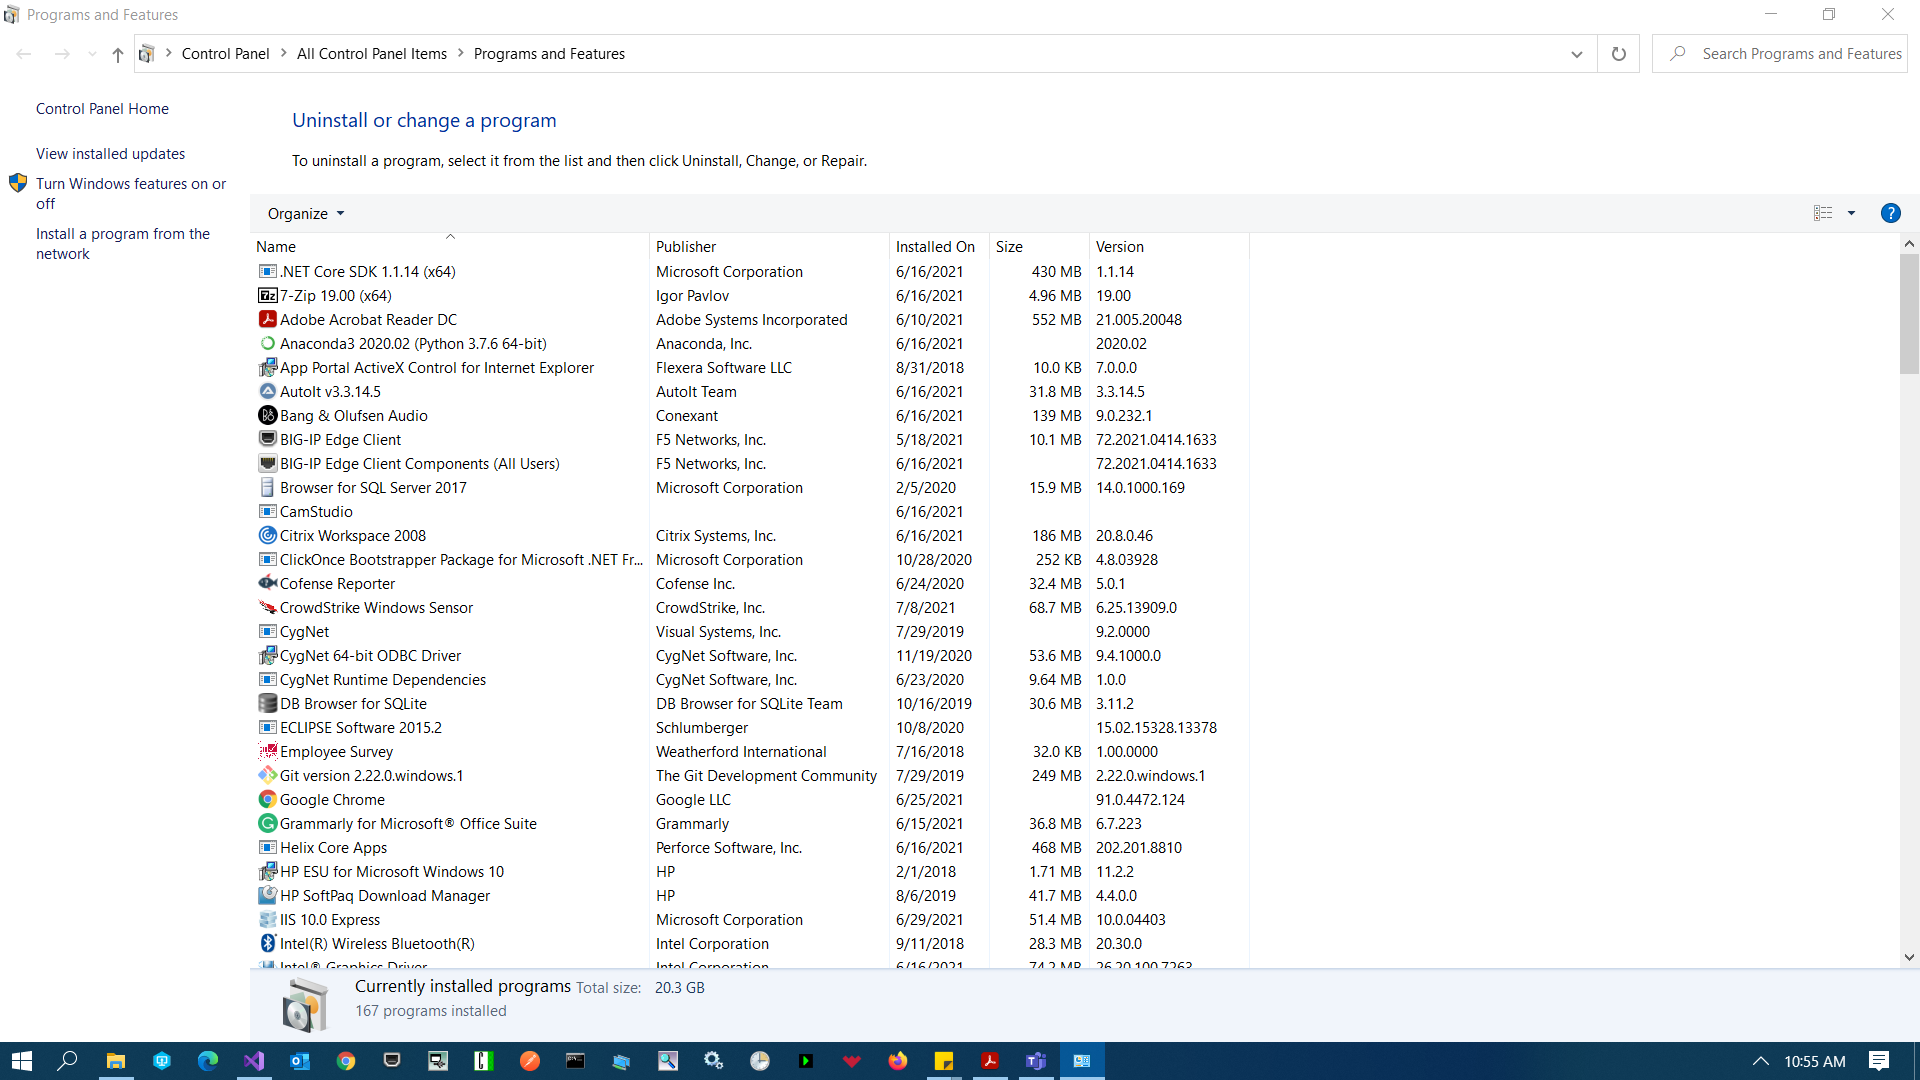 Programs and Features
Control Panel > All Control Panel Items > Programs and Features
Search Programs and Features
Control Panel Home
View installed updates
Turn Windows features on or
off
Install a program from the
network
Uninstall or change a program
To uninstall a program, select it from the list and then click Uninstall, Change, or Repair.
Organize
Name Publisher Installed On Size Version
.NET Core SDK 1.1.14 (x64) Microsoft Corporation 6/16/2021 430 MB 1.1.14
7-Zip 19.00 (x64) Igor Pavlov 6/16/2021 4.96 MB 19.00
Adobe Acrobat Reader DC Adobe Systems Incorporated 6/10/2021 552 MB 21.005.20048
Anaconda3 2020.02 (Python 3.7.6 64-bit) Anaconda, Inc. 6/16/2021 2020.02
App Portal ActiveX Control for Internet Explorer Flexera Software LLC 8/31/2018 10.0 KB 7.0.0.0
AutoIt v3.3.14.5 AutoIt Team 6/16/2021 31.8 MB 3.3.14.5
Bang & Olufsen Audio Conexant 6/16/2021 139 MB 9.0.232.1
BIG-IP Edge Client F5 Networks, Inc. 5/18/2021 10.1 MB 72.2021.0414.1633
BIG-IP Edge Client Components (All Users) F5 Networks, Inc. 6/16/2021 72.2021.0414.1633
Browser for SQL Server 2017 Microsoft Corporation 2/5/2020 15.9 MB 14.0.1000.169
CamStudio 6/16/2021
Citrix Workspace 2008 Citrix Systems, Inc. 6/16/2021 186 MB 20.8.0.46
ClickOnce Bootstrapper Package for Microsoft .NET Fr... Microsoft Corporation 10/28/2020 252 KB 4.8.03928
Cofense Reporter Cofense Inc. 6/24/2020 32.4 MB 5.0.1
CrowdStrike Windows Sensor CrowdStrike, Inc. 7/8/2021 68.7 MB 6.25.13909.0
CygNet Visual Systems, Inc. 7/29/2019 9.2.0000
CygNet 64-bit ODBC Driver CygNet Software, Inc. 11/19/2020 53.6 MB 9.4.1000.0
CygNet Runtime Dependencies CygNet Software, Inc. 6/23/2020 9.64 MB 1.0.0
DB Browser for SQLite DB Browser for SQLite Team 10/16/2019 30.6 MB 3.11.2
ECLIPSE Software 2015.2 Schlumberger 10/8/2020 15.02.15328.13378
Employee Survey Weatherford International 7/16/2018 32.0 KB 1.00.0000
Git version 2.22.0.windows.1 The Git Development Community 7/29/2019 249 MB 2.22.0.windows.1
Google Chrome Google LLC 6/25/2021 91.0.4472.124
Grammarly for Microsoft® Office Suite Grammarly 6/15/2021 36.8 MB 6.7.223
Helix Core Apps Perforce Software, Inc. 6/16/2021 468 MB 202.201.8810
HP ESU for Microsoft Windows 10 HP 2/1/2018 1.71 MB 11.2.2
HP SoftPaq Download Manager HP 8/6/2019 41.7 MB 4.4.0.0
IIS 10.0 Express Microsoft Corporation 6/29/2021 51.4 MB 10.0.04403
Intel(R) Wireless Bluetooth(R) Intel Corporation 9/11/2018 28.3 MB 20.30.0
Intel® Graphics Driver Intel Corporation 6/16/2021 74.2 MB 26.20.100.7263
Currently installed programs Total size: 20.3 GB
167 programs installed
10:55 AM